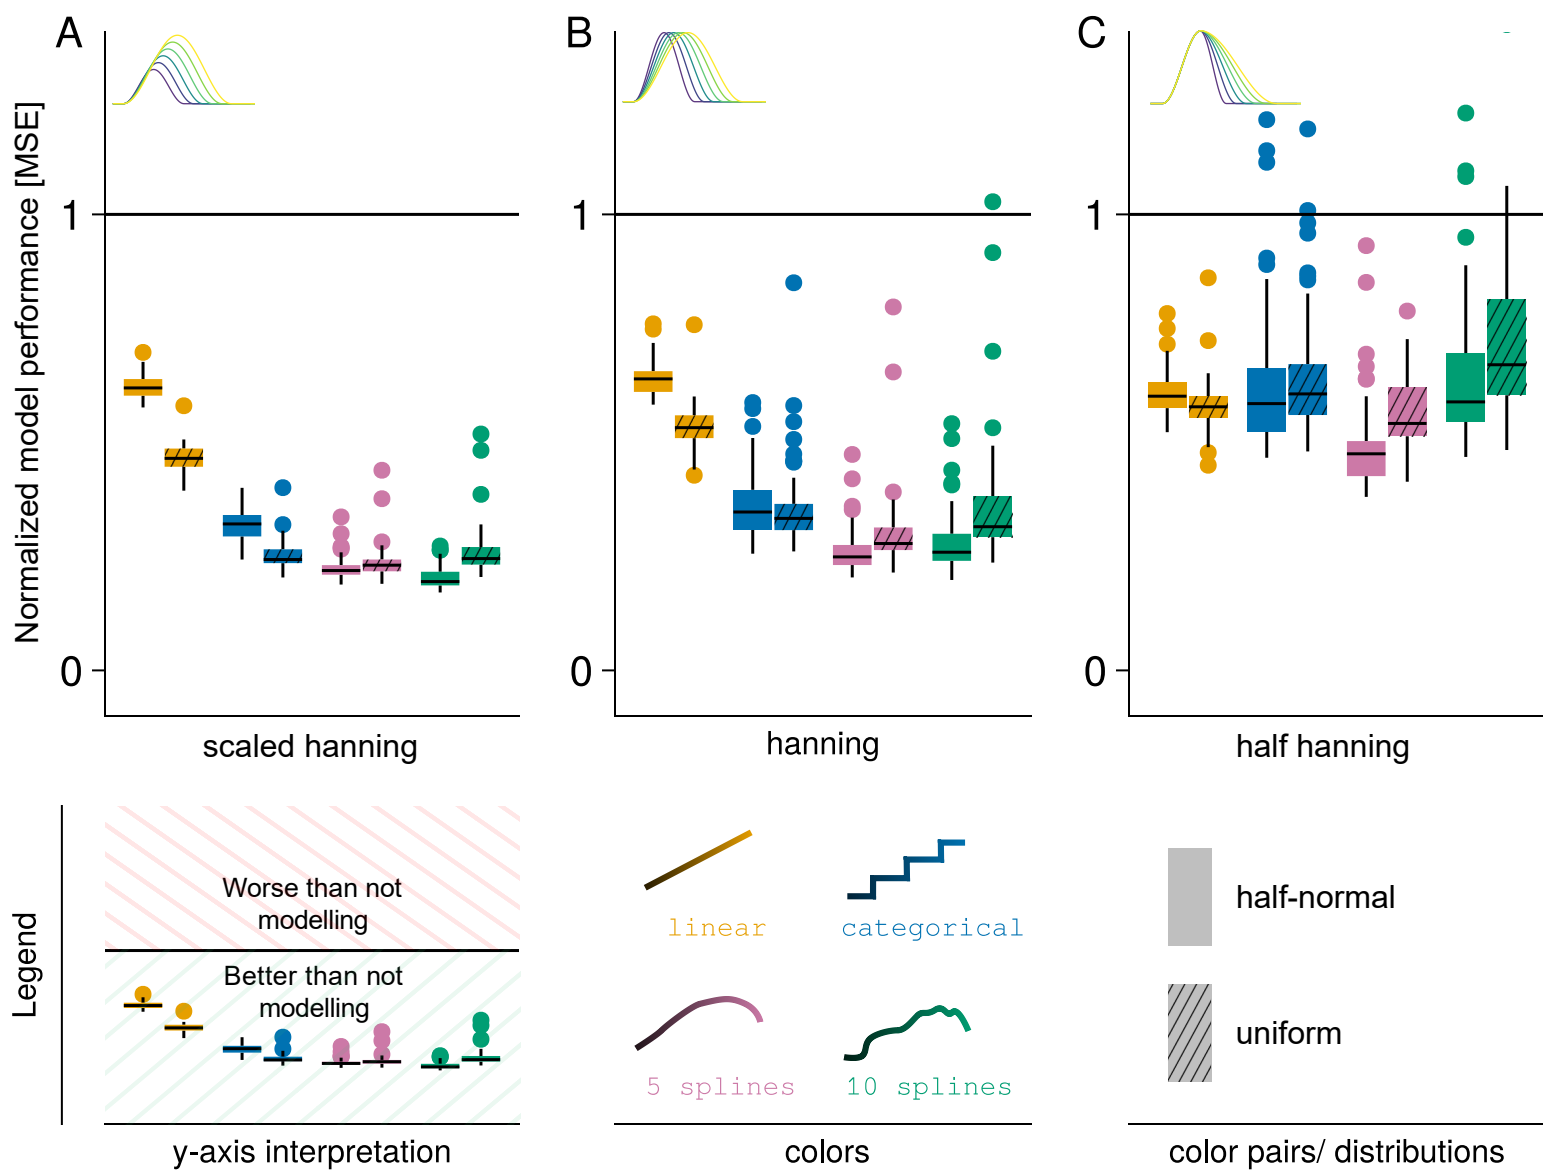 A
B
C
Normalized model performance [MSE]
1
0
1
0
1
0
scaled hanning
hanning
half hanning
Legend
Worse than not
modelling
Better than not
modelling
y-axis interpretation
linear
categorical
5 splines
10 splines
colors
half-normal
uniform
color pairs/ distributions